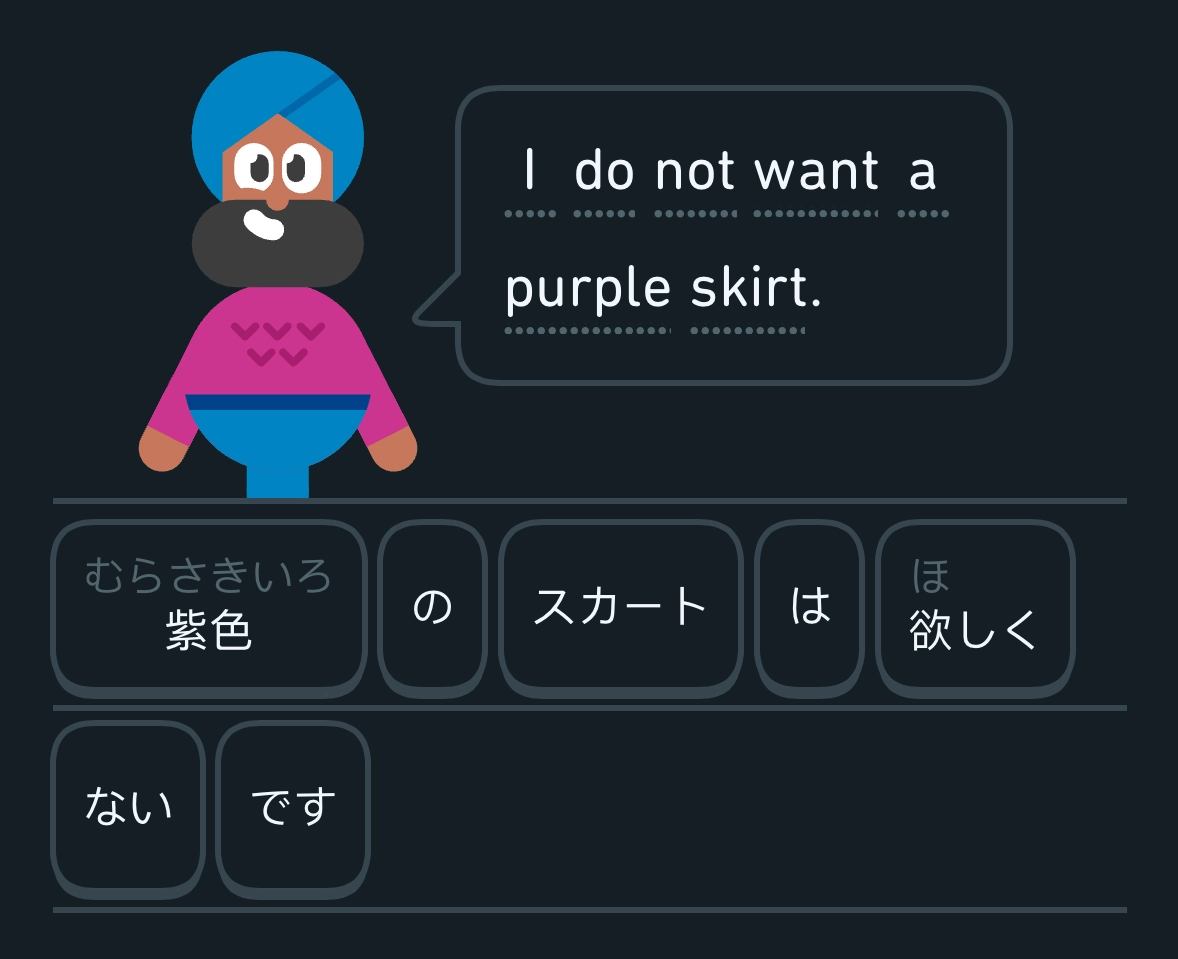 I do not want a
purple skirt.
むらさきいろ ほ
紫色 の スカート は 欲しく
ない です